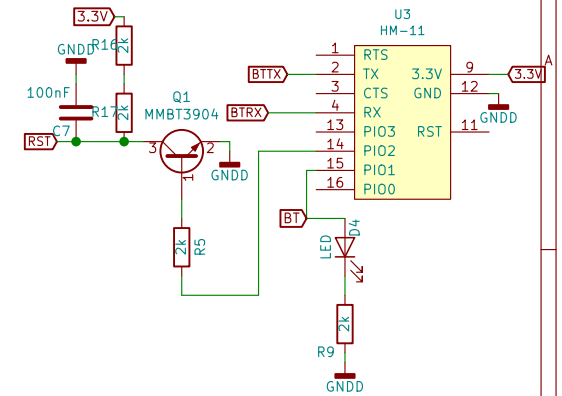 3.3V
R16
2k
GNDD
100nF
R17
2k
C7
RST
Q1
MMBT3904
3
2
1
GNDD
2k
R5
U3
HM-11
1
RTS
BTTX
2
TX
3
CTS
BTRX
4
RX
13
PIO3
14
PIO2
15
PIO1
16
PIO0
3.3V
9
3.3V
GND
12
GNDD
RST
11
A
BT
LED
D4
2k
R9
GNDD